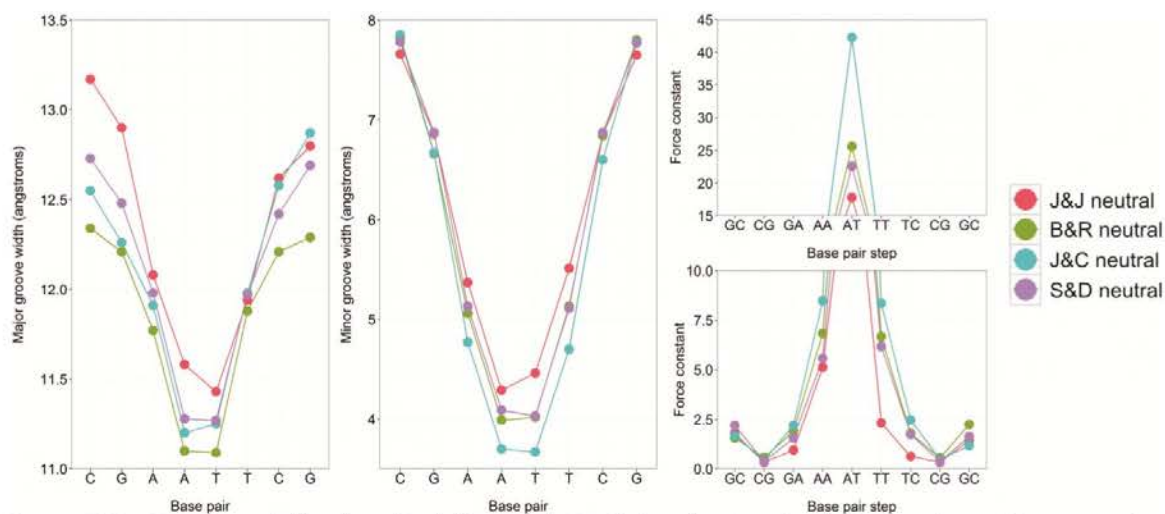 Major groove width (angstroms)
13.5
13.0
12.5
12.0
11.5
11.0
C G A A T T C G
Base pair
Minor groove width (angstroms)
8
7
6
5
4
C G A A T T C G
Base pair
Force constant
45
40
35
30
25
20
15
GC CG GA AA AT TT TC CG GC
Base pair step
Force constant
10.0
7.5
5.0
2.5
0.0
GC CG GA AA AT TT TC CG GC
Base pair step
J&J neutral
B&R neutral
J&C neutral
S&D neutral